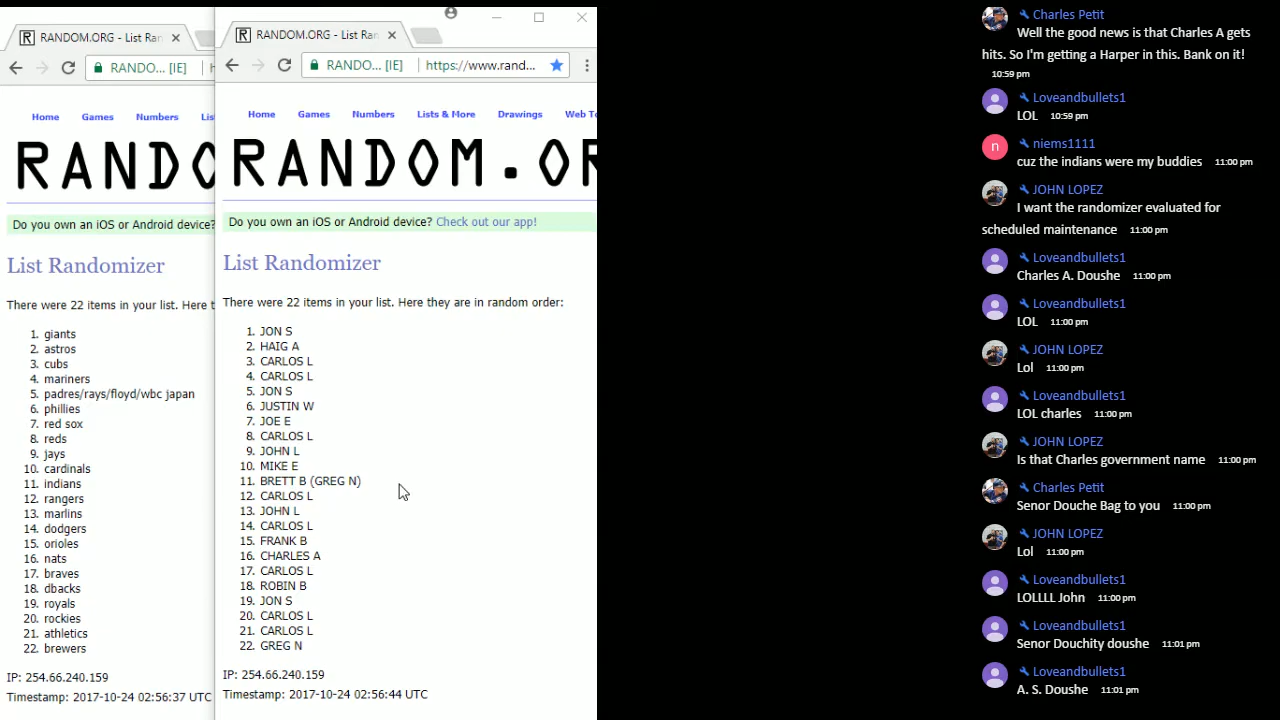 RANDOM.ORG - List Ran
RANDO... [IE]
Home Games Numbers Lis
RANDO
Do you own an iOS or Android device?
List Randomizer
There were 22 items in your list. Here t
1. giants
2. astros
3. cubs
4. mariners
5. padres/rays/floyd/wbc japan
6. phillies
7. red sox
8. reds
9. jays
10. cardinals
11. indians
12. rangers
13. marlins
14. dodgers
15. orioles
16. nats
17. braves
18. dbacks
19. royals
20. rockies
21. athletics
22. brewers
IP: 254.66.240.159
Timestamp: 2017-10-24 02:56:37 UTC
RANDOM.ORG - List Ran
RANDO... [IE] https://www.rand...
Home Games Numbers Lists & More Drawings Web To
RANDOM.OR
Do you own an iOS or Android device? Check out our app!
List Randomizer
There were 22 items in your list. Here they are in random order:
1. JON S
2. HAIG A
3. CARLOS L
4. CARLOS L
5. JON S
6. JUSTIN W
7. JOE E
8. CARLOS L
9. JOHN L
10. MIKE E
11. BRETT B (GREG N)
12. CARLOS L
13. JOHN L
14. CARLOS L
15. FRANK B
16. CHARLES A
17. CARLOS L
18. ROBIN B
19. JON S
20. CARLOS L
21. CARLOS L
22. GREG N
IP: 254.66.240.159
Timestamp: 2017-10-24 02:56:44 UTC
Charles Petit
Well the good news is that Charles A gets
hits. So I'm getting a Harper in this. Bank on it!
10:59 pm
Loveandbullets1
LOL 10:59 pm
n
niems1111
cuz the indians were my buddies 11:00 pm
JOHN LOPEZ
I want the randomizer evaluated for
scheduled maintenance 11:00 pm
Loveandbullets1
Charles A. Doushe 11:00 pm
Loveandbullets1
LOL 11:00 pm
JOHN LOPEZ
Lol 11:00 pm
Loveandbullets1
LOL charles 11:00 pm
JOHN LOPEZ
Is that Charles government name 11:00 pm
Charles Petit
Senor Douche Bag to you 11:00 pm
JOHN LOPEZ
Lol 11:00 pm
Loveandbullets1
LOLLLL John 11:00 pm
Loveandbullets1
Senor Douchity doushe 11:01 pm
Loveandbullets1
A. S. Doushe 11:01 pm